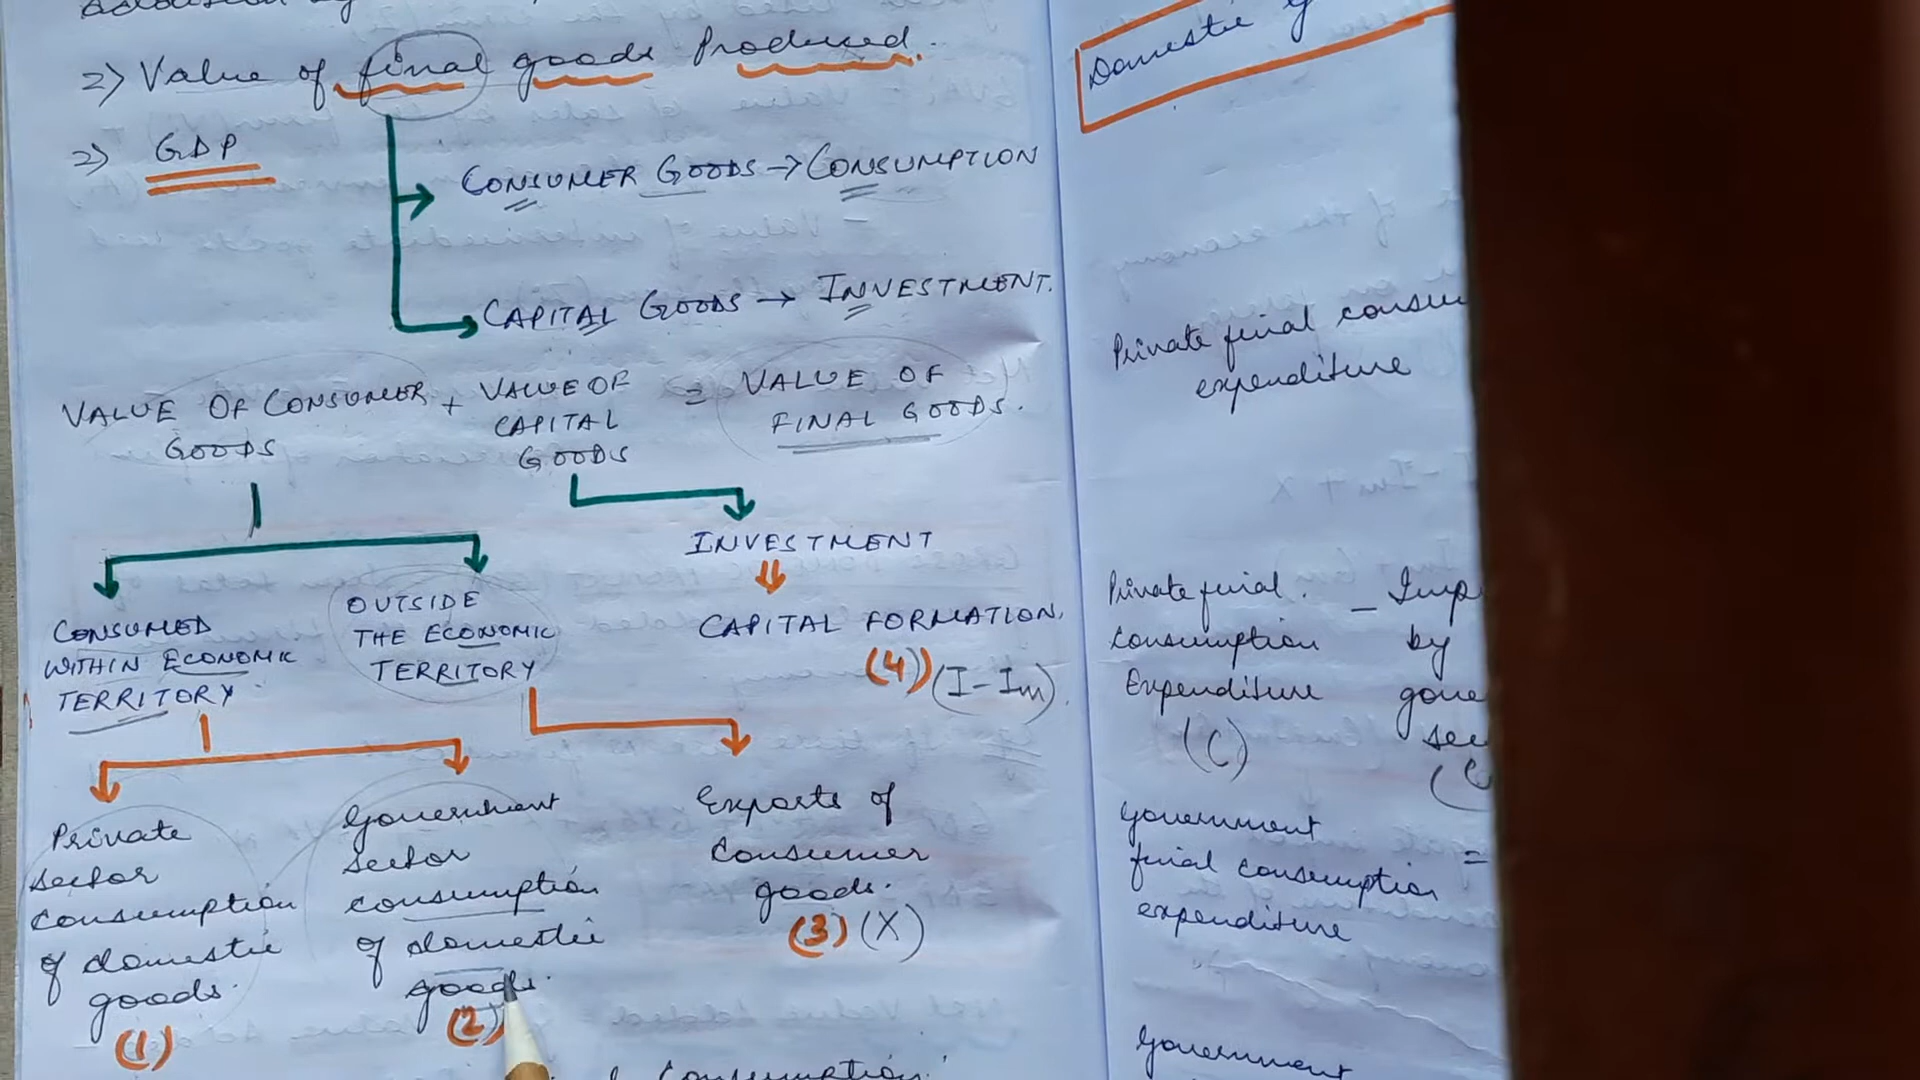 2) Value of final goods Produced.
2) GDP
CONSUMER GOODS → CONSUMPTION
CAPITAL GOODS → INVESTMENT.
VALUE OF CONSUMER + VALUE OF = VALUE OF
GOODS CAPITAL FINAL GOODS.
GOODS
INVESTMENT
CAPITAL FORMATION.
(4) (I-Im)
CONSUMED
WITHIN ECONOMIC
TERRITORY
OUTSIDE
THE ECONOMIC
TERRITORY
Private
sector
consumption
of domestic
goods.
(1)
Government
sector
consumption
of domestic
goods.
(2)
Exports of
consumer
goods.
(3) (X)
Consumption.
Domestic
Private final
expenditure
Private final. -
Consumption by
Expenditure
(C)
Government
final consumption =
expenditure
Government